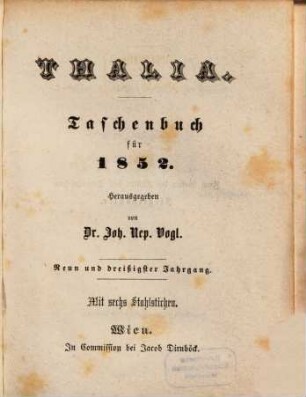 THALIA.
Taschenbuch
für
1852.
Herausgegeben
von
Dr. Joh. Nep. Vogl.
Neun und dreißigster Jahrgang.
Mit sechs Stahlstichen.
Wien.
In Commission bei Jacob Dirnböck.